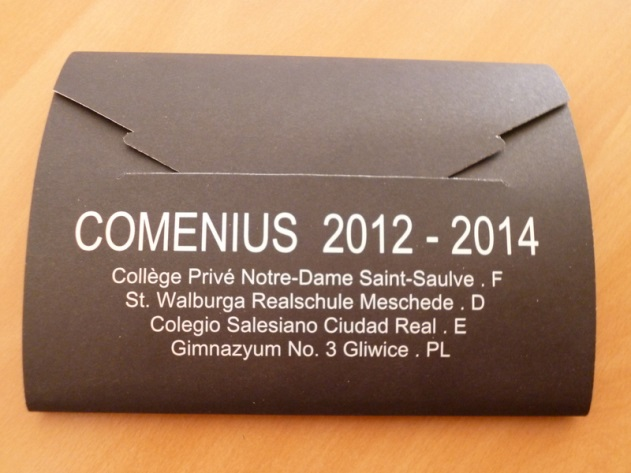 COMENIUS 2012 - 2014
Collège Privé Notre-Dame Saint-Saulve . F
St. Walburga Realschule Meschede . D
Colegio Salesiano Ciudad Real . E
Gimnazyum No. 3 Gliwice . PL